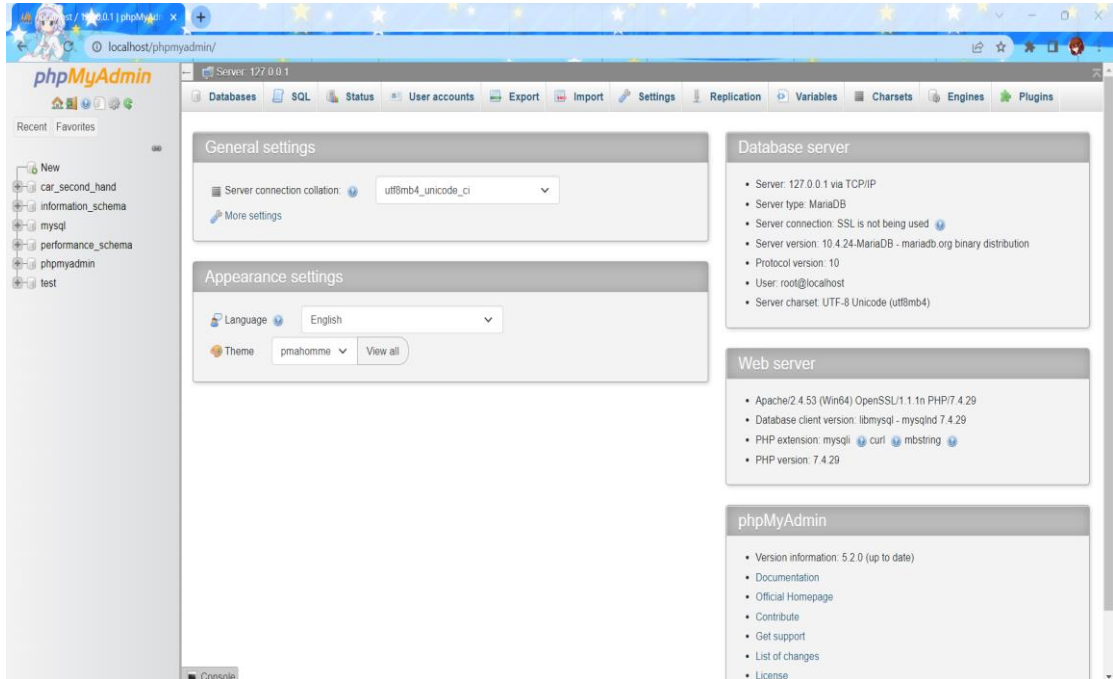 localhost / 127.0.0.1 | phpMyAdmin
localhost/phpmyadmin/
phpMyAdmin
Recent Favorites
New
car_second_hand
information_schema
mysql
performance_schema
phpmyadmin
test
Server: 127.0.0.1
Databases SQL Status User accounts Export Import Settings Replication Variables Charsets Engines Plugins
General settings
Server connection collation: utf8mb4_unicode_ci
More settings
Appearance settings
Language English
Theme pmahomme View all
Database server
• Server: 127.0.0.1 via TCP/IP
• Server type: MariaDB
• Server connection: SSL is not being used
• Server version: 10.4.24-MariaDB - mariadb.org binary distribution
• Protocol version: 10
• User: root@localhost
• Server charset: UTF-8 Unicode (utf8mb4)
Web server
• Apache/2.4.53 (Win64) OpenSSL/1.1.1n PHP/7.4.29
• Database client version: libmysql - mysqlnd 7.4.29
• PHP extension: mysqli curl mbstring
• PHP version: 7.4.29
phpMyAdmin
• Version information: 5.2.0 (up to date)
• Documentation
• Official Homepage
• Contribute
• Get support
• List of changes
• License
Console